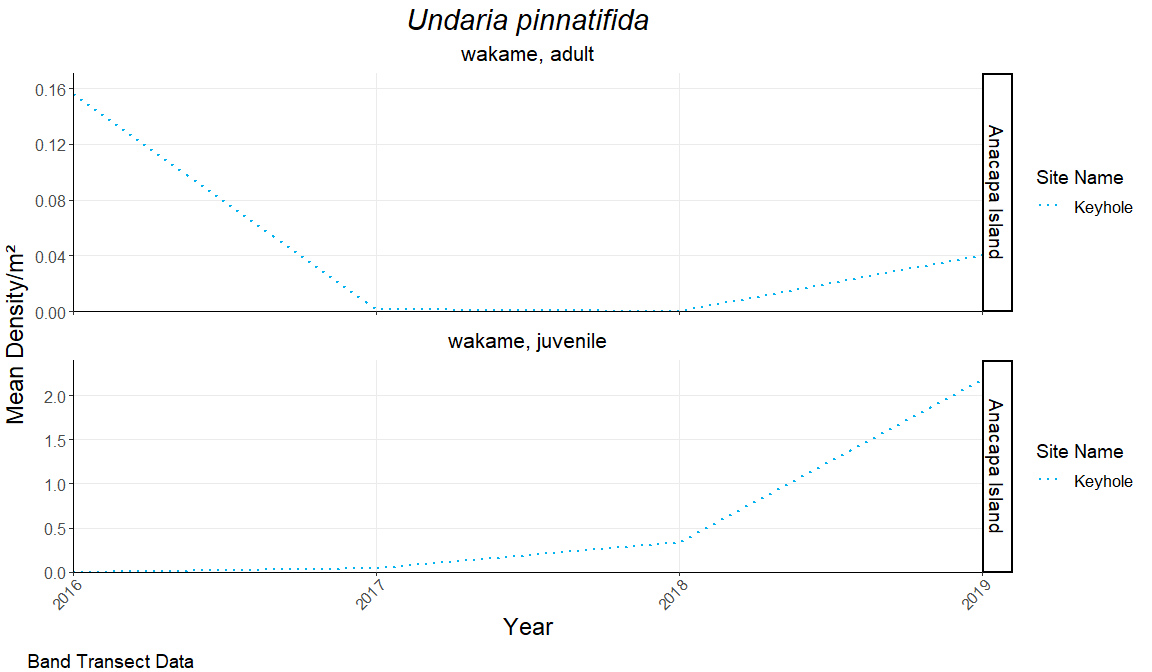 Undaria pinnatifida
wakame, adult
0.16
0.12
0.08
0.04
0.00
Anacapa Island
Site Name
Keyhole
Mean Density/m²
wakame, juvenile
2.0
1.5
1.0
0.5
0.0
Anacapa Island
Site Name
Keyhole
2016
2017
2018
2019
Year
Band Transect Data